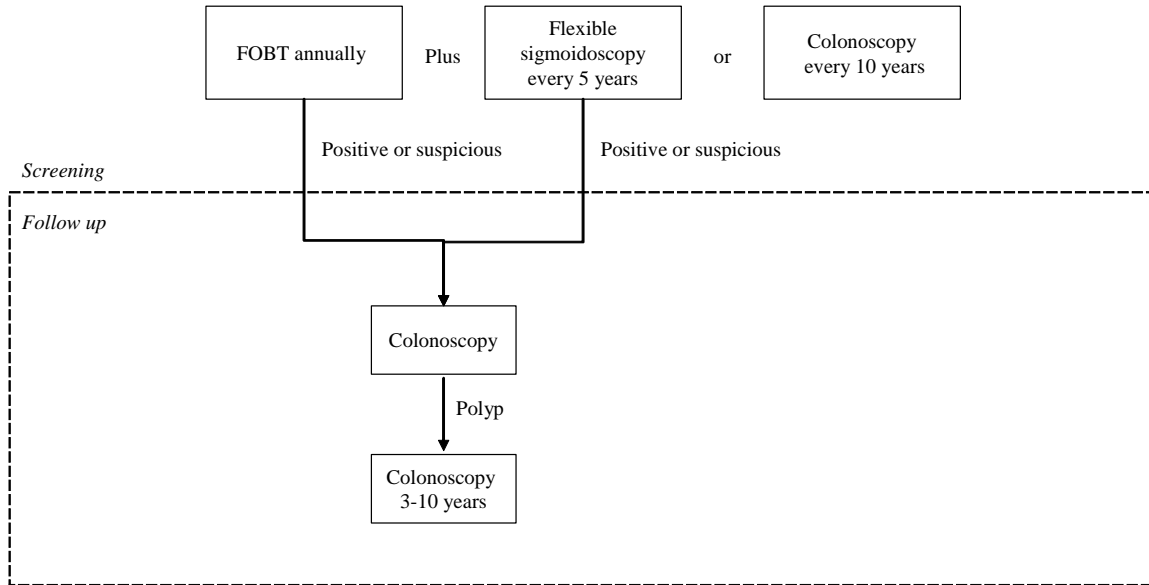 FOBT annually
Plus
Flexible
sigmoidoscopy
every 5 years
or
Colonoscopy
every 10 years
Positive or suspicious
Positive or suspicious
Screening
Follow up
Colonoscopy
Polyp
Colonoscopy
3-10 years